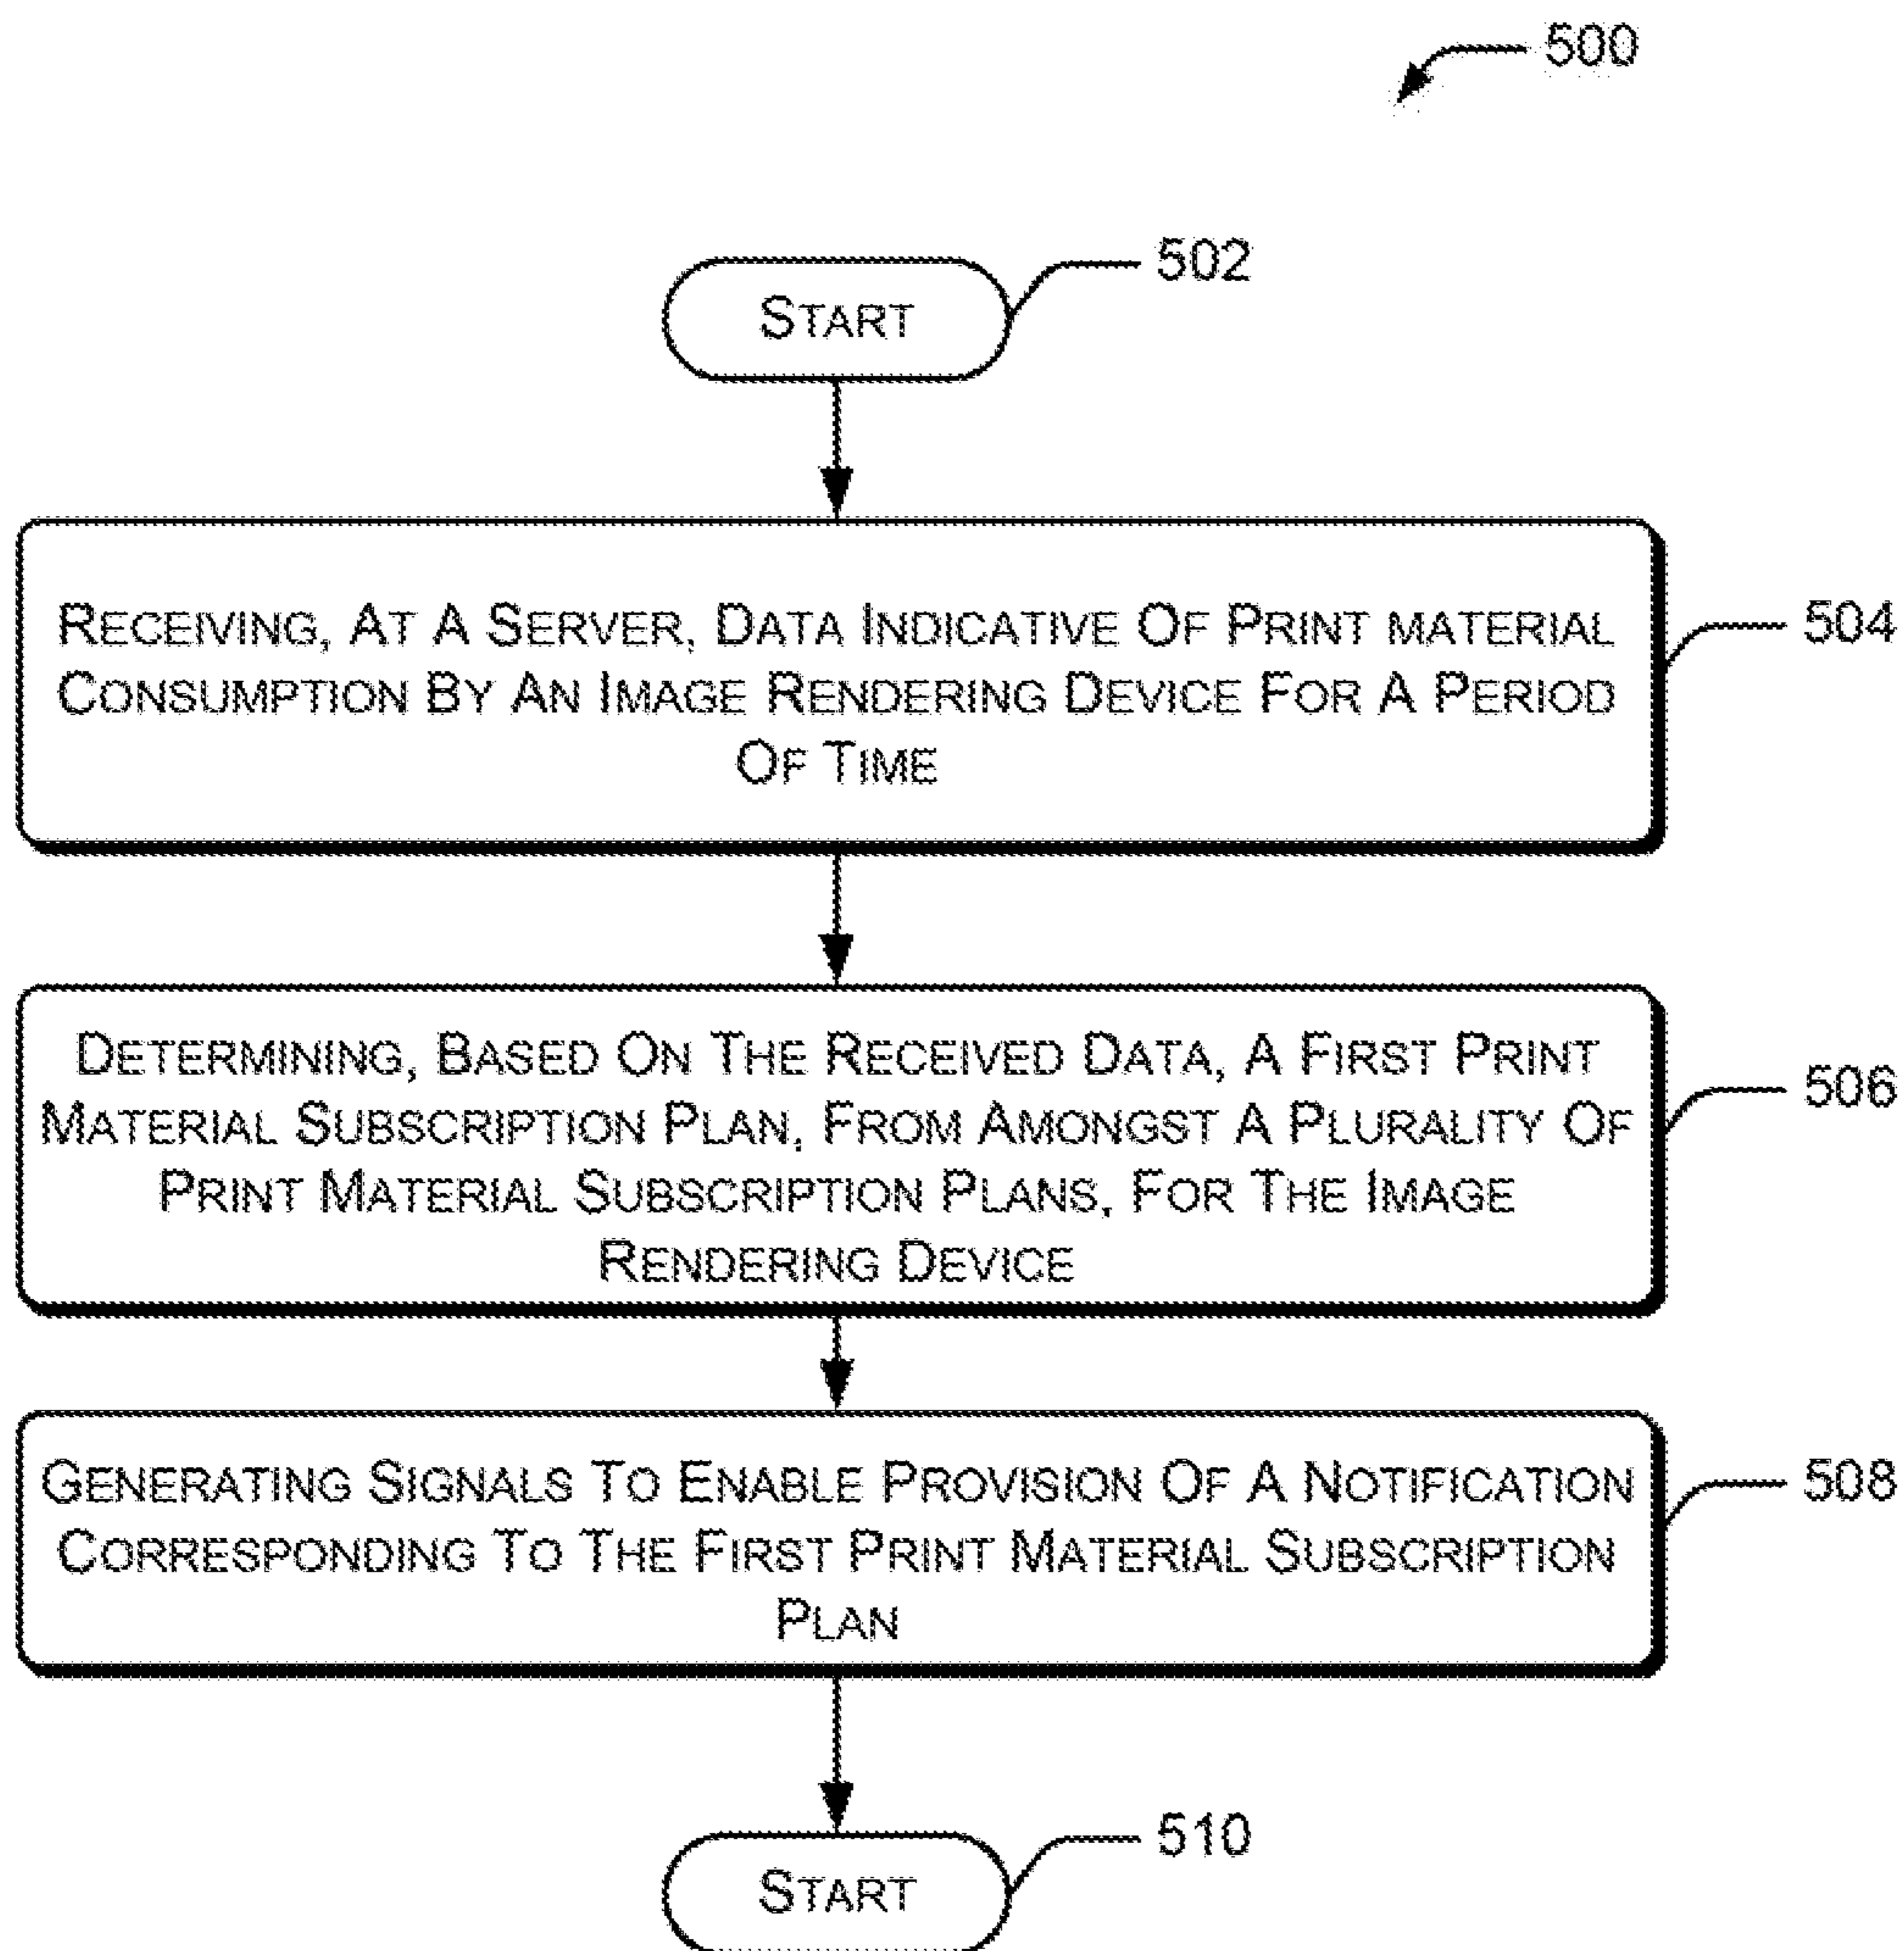 500
502
START
RECEIVING, AT A SERVER, DATA INDICATIVE OF PRINT MATERIAL
CONSUMPTION BY AN IMAGE RENDERING DEVICE FOR A PERIOD
OF TIME
504
DETERMINING, BASED ON THE RECEIVED DATA, A FIRST PRINT
MATERIAL SUBSCRIPTION PLAN, FROM AMONGST A PLURALITY OF
PRINT MATERIAL SUBSCRIPTION PLANS, FOR THE IMAGE
RENDERING DEVICE
506
GENERATING SIGNALS TO ENABLE PROVISION OF A NOTIFICATION
CORRESPONDING TO THE FIRST PRINT MATERIAL SUBSCRIPTION
PLAN
508
510
START